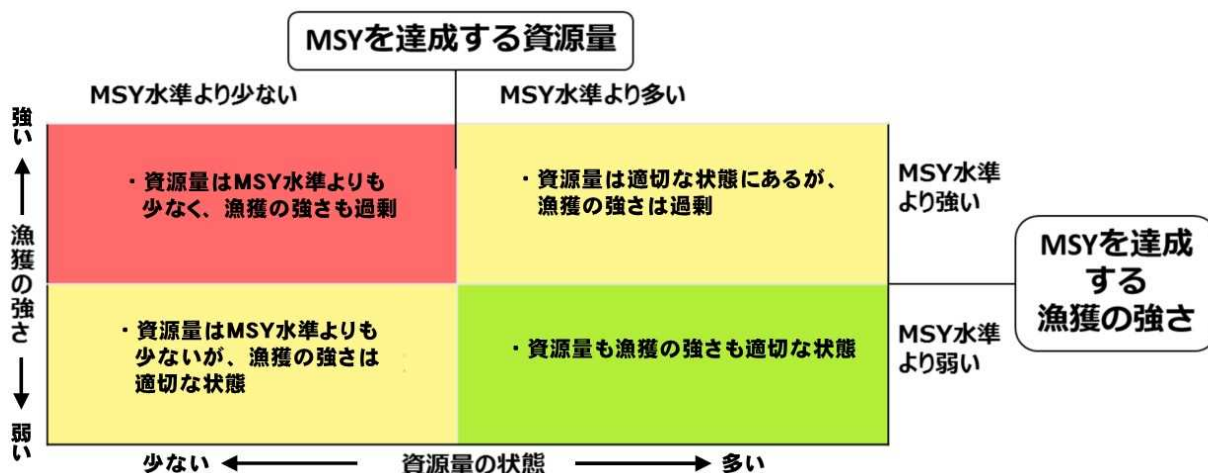 MSYを達成する資源量
MSY水準より少ない
MSY水準より多い
強い
漁獲の強さ
弱い
・資源量はMSY水準よりも
少なく、漁獲の強さも過剰
・資源量は適切な状態にあるが、
漁獲の強さは過剰
MSY水準
より強い
MSYを達成
する
漁獲の強さ
・資源量はMSY水準よりも
少ないが、漁獲の強さは
適切な状態
・資源量も漁獲の強さも適切な状態
MSY水準
より弱い
少ない
資源量の状態
多い